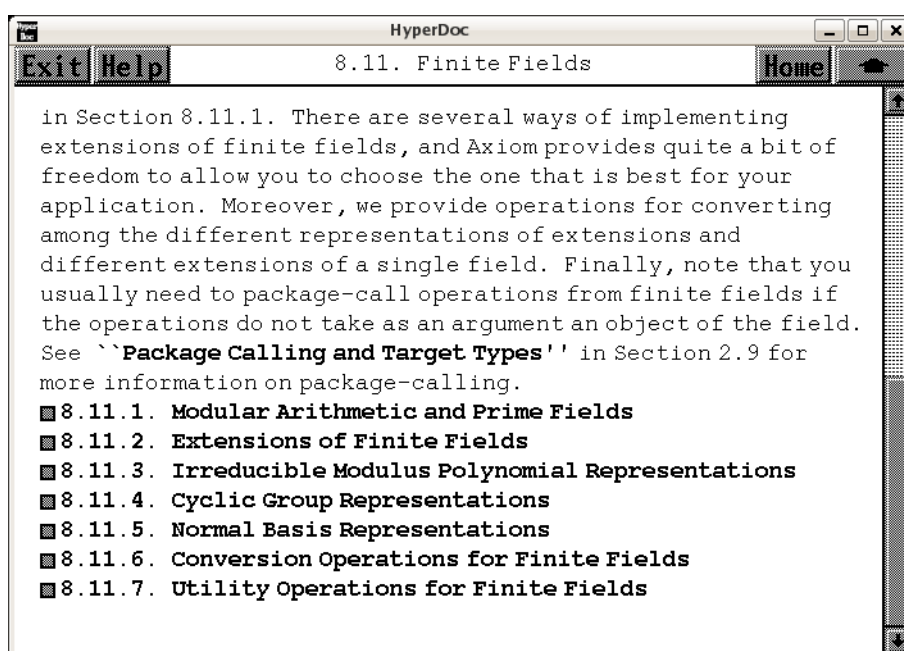 Hyper Doc HyperDoc
Exit Help 8.11. Finite Fields Home
in Section 8.11.1. There are several ways of implementing
extensions of finite fields, and Axiom provides quite a bit of
freedom to allow you to choose the one that is best for your
application. Moreover, we provide operations for converting
among the different representations of extensions and
different extensions of a single field. Finally, note that you
usually need to package-call operations from finite fields if
the operations do not take as an argument an object of the field.
See ``Package Calling and Target Types'' in Section 2.9 for
more information on package-calling.
8.11.1. Modular Arithmetic and Prime Fields
8.11.2. Extensions of Finite Fields
8.11.3. Irreducible Modulus Polynomial Representations
8.11.4. Cyclic Group Representations
8.11.5. Normal Basis Representations
8.11.6. Conversion Operations for Finite Fields
8.11.7. Utility Operations for Finite Fields